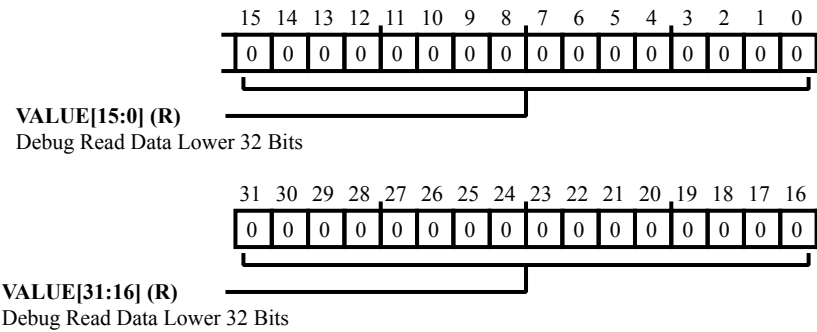 15 14 13 12 11 10 9 8 7 6 5 4 3 2 1 0
0 0 0 0 0 0 0 0 0 0 0 0 0 0 0 0
VALUE[15:0] (R)
Debug Read Data Lower 32 Bits
31 30 29 28 27 26 25 24 23 22 21 20 19 18 17 16
0 0 0 0 0 0 0 0 0 0 0 0 0 0 0 0
VALUE[31:16] (R)
Debug Read Data Lower 32 Bits